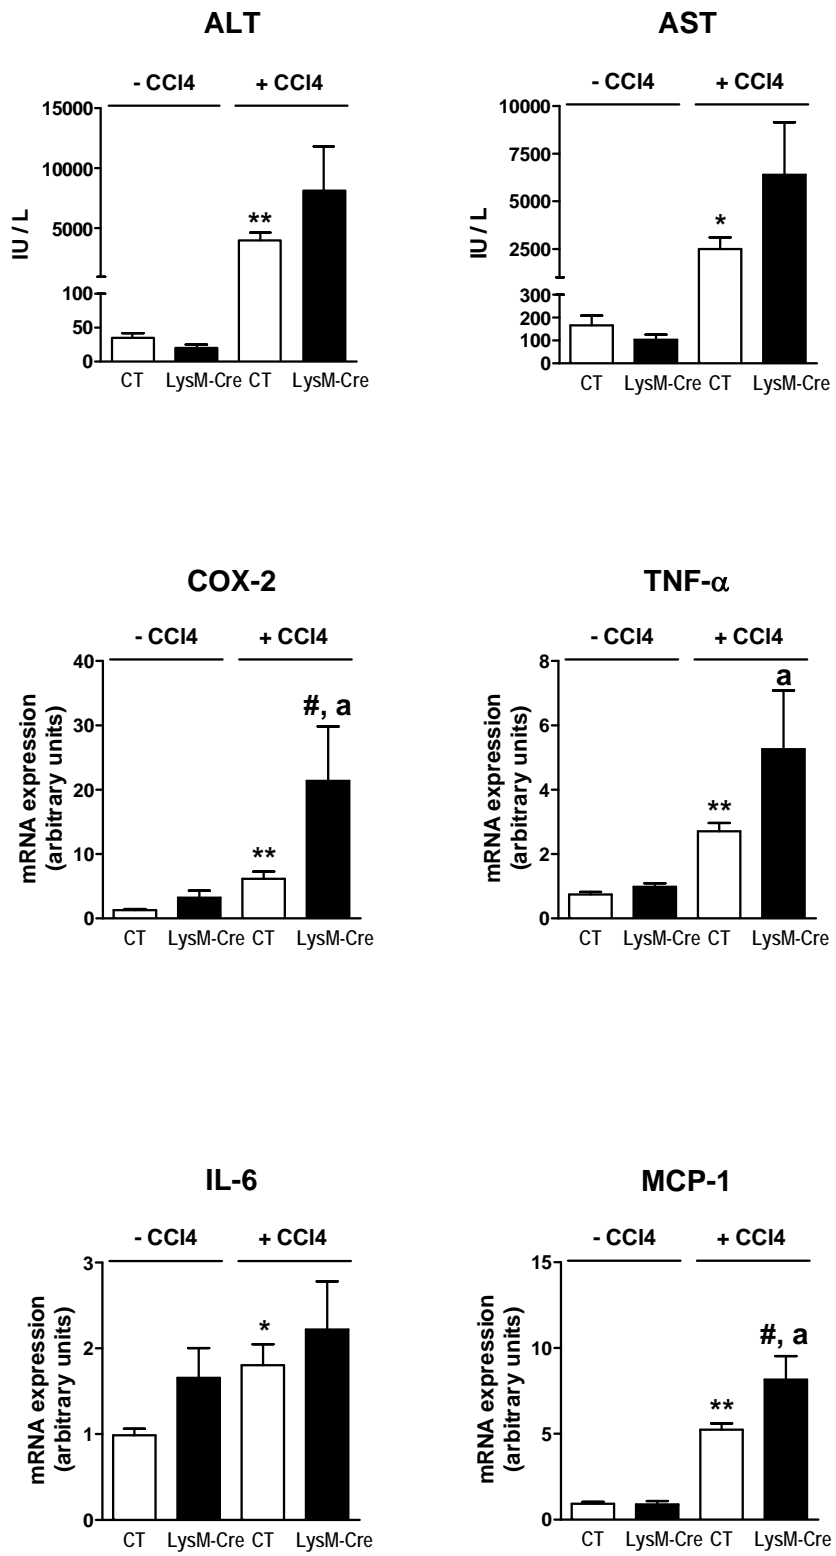 ALT
- CCl4 + CCl4
15000
10000
5000
100
50
0
IU / L
**
CT LysM-Cre CT LysM-Cre
AST
- CCl4 + CCl4
10000
7500
5000
2500
300
200
100
0
IU / L
*
CT LysM-Cre CT LysM-Cre
COX-2
- CCl4 + CCl4
40
30
20
10
0
mRNA expression
(arbitrary units)
**
#, a
CT LysM-Cre CT LysM-Cre
TNF-α
- CCl4 + CCl4
8
6
4
2
0
mRNA expression
(arbitrary units)
**
a
CT LysM-Cre CT LysM-Cre
IL-6
- CCl4 + CCl4
3
2
1
0
mRNA expression
(arbitrary units)
*
CT LysM-Cre CT LysM-Cre
MCP-1
- CCl4 + CCl4
15
10
5
0
mRNA expression
(arbitrary units)
**
#, a
CT LysM-Cre CT LysM-Cre